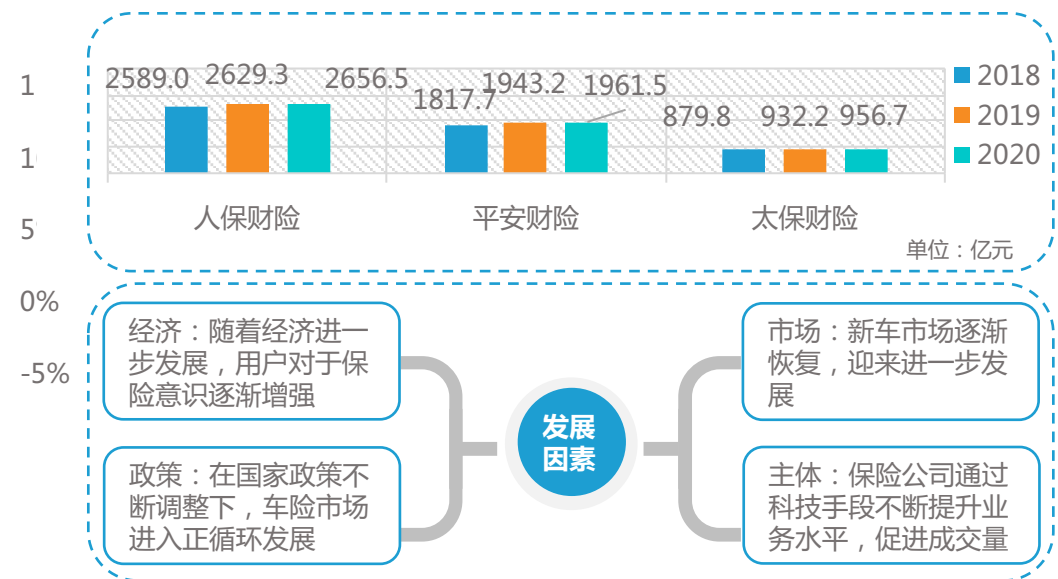 2589.0 2629.3 2656.5 1817.7 1943.2 1961.5 879.8 932.2 956.7
2018
2019
2020
人保财险 平安财险 太保财险
单位：亿元
0%
-5%
经济：随着经济进一
步发展，用户对于保
险意识逐渐增强
政策：在国家政策不
断调整下，车险市场
进入正循环发展
发展
因素
市场：新车市场逐渐
恢复，迎来进一步发
展
主体：保险公司通过
科技手段不断提升业
务水平，促进成交量